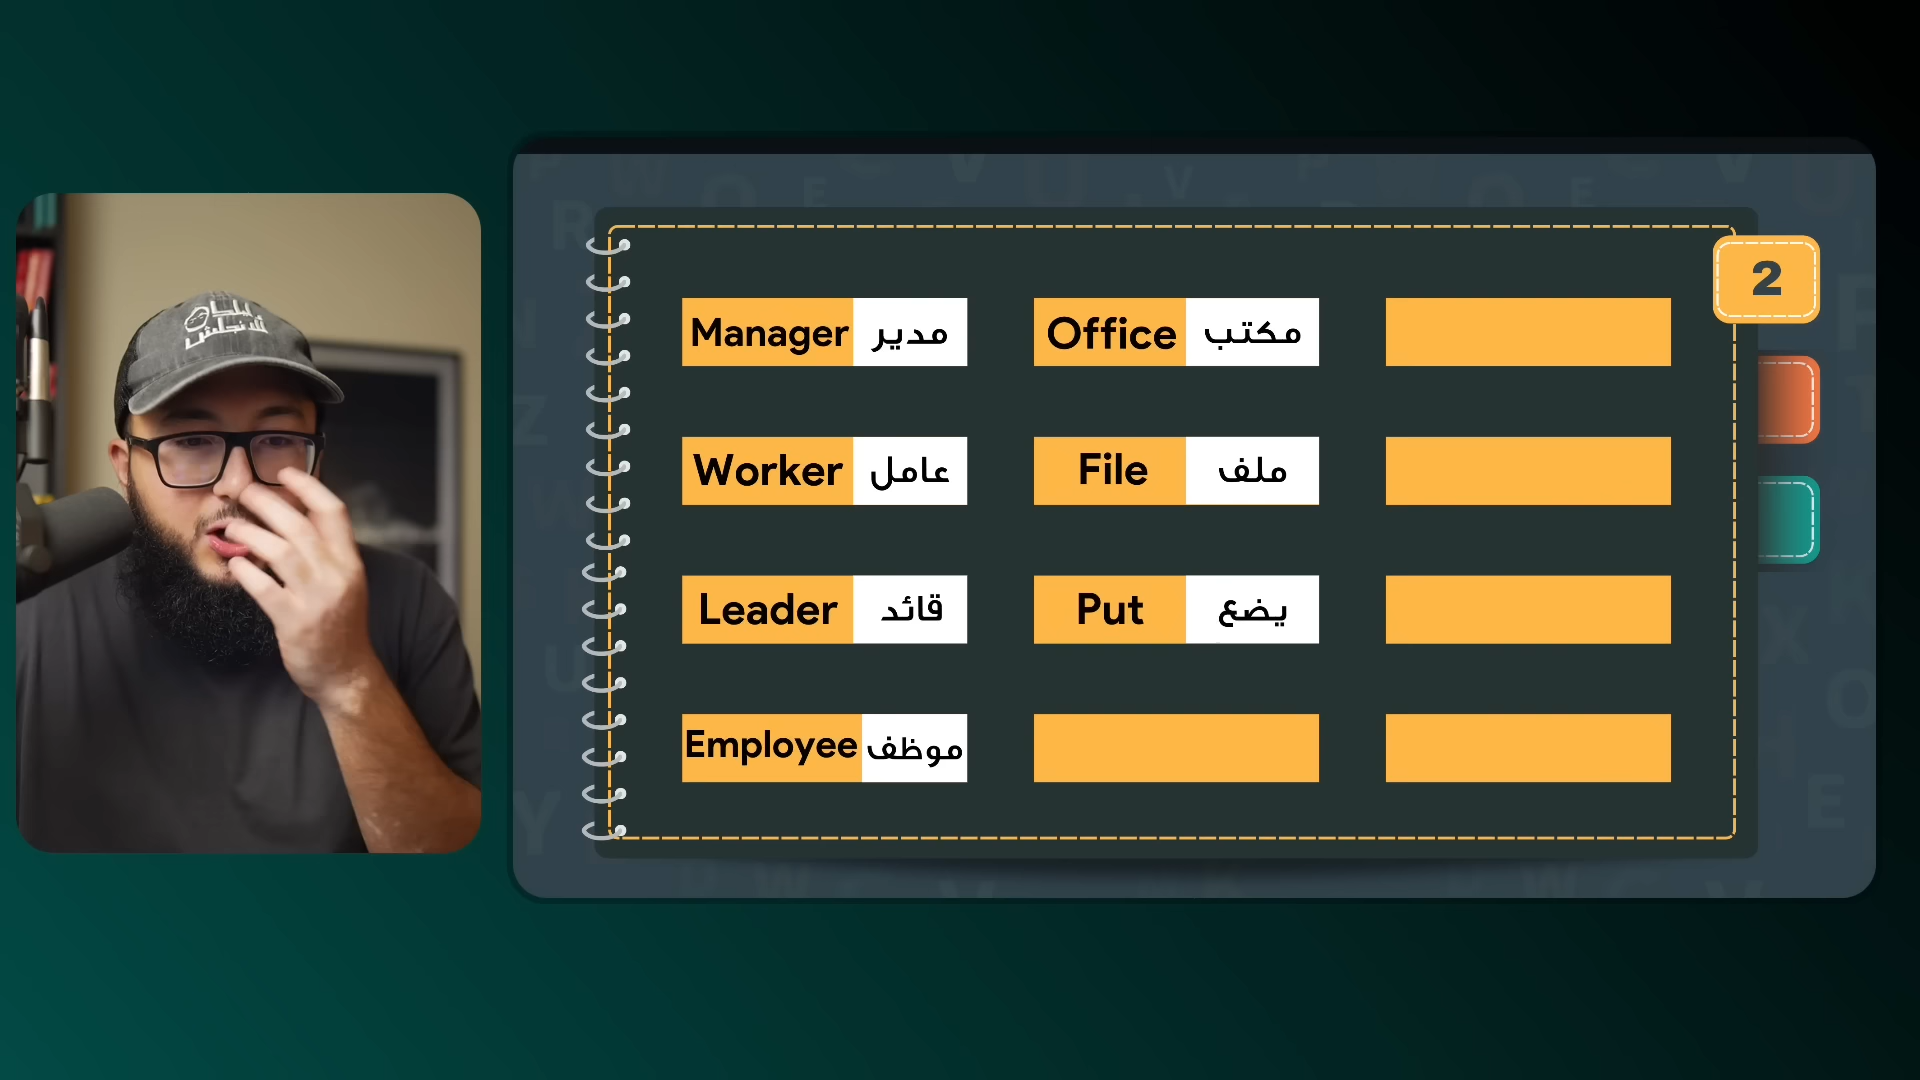 2
Manager مدير
Office مكتب
Worker عامل
File ملف
Leader قائد
Put يضع
Employee موظف